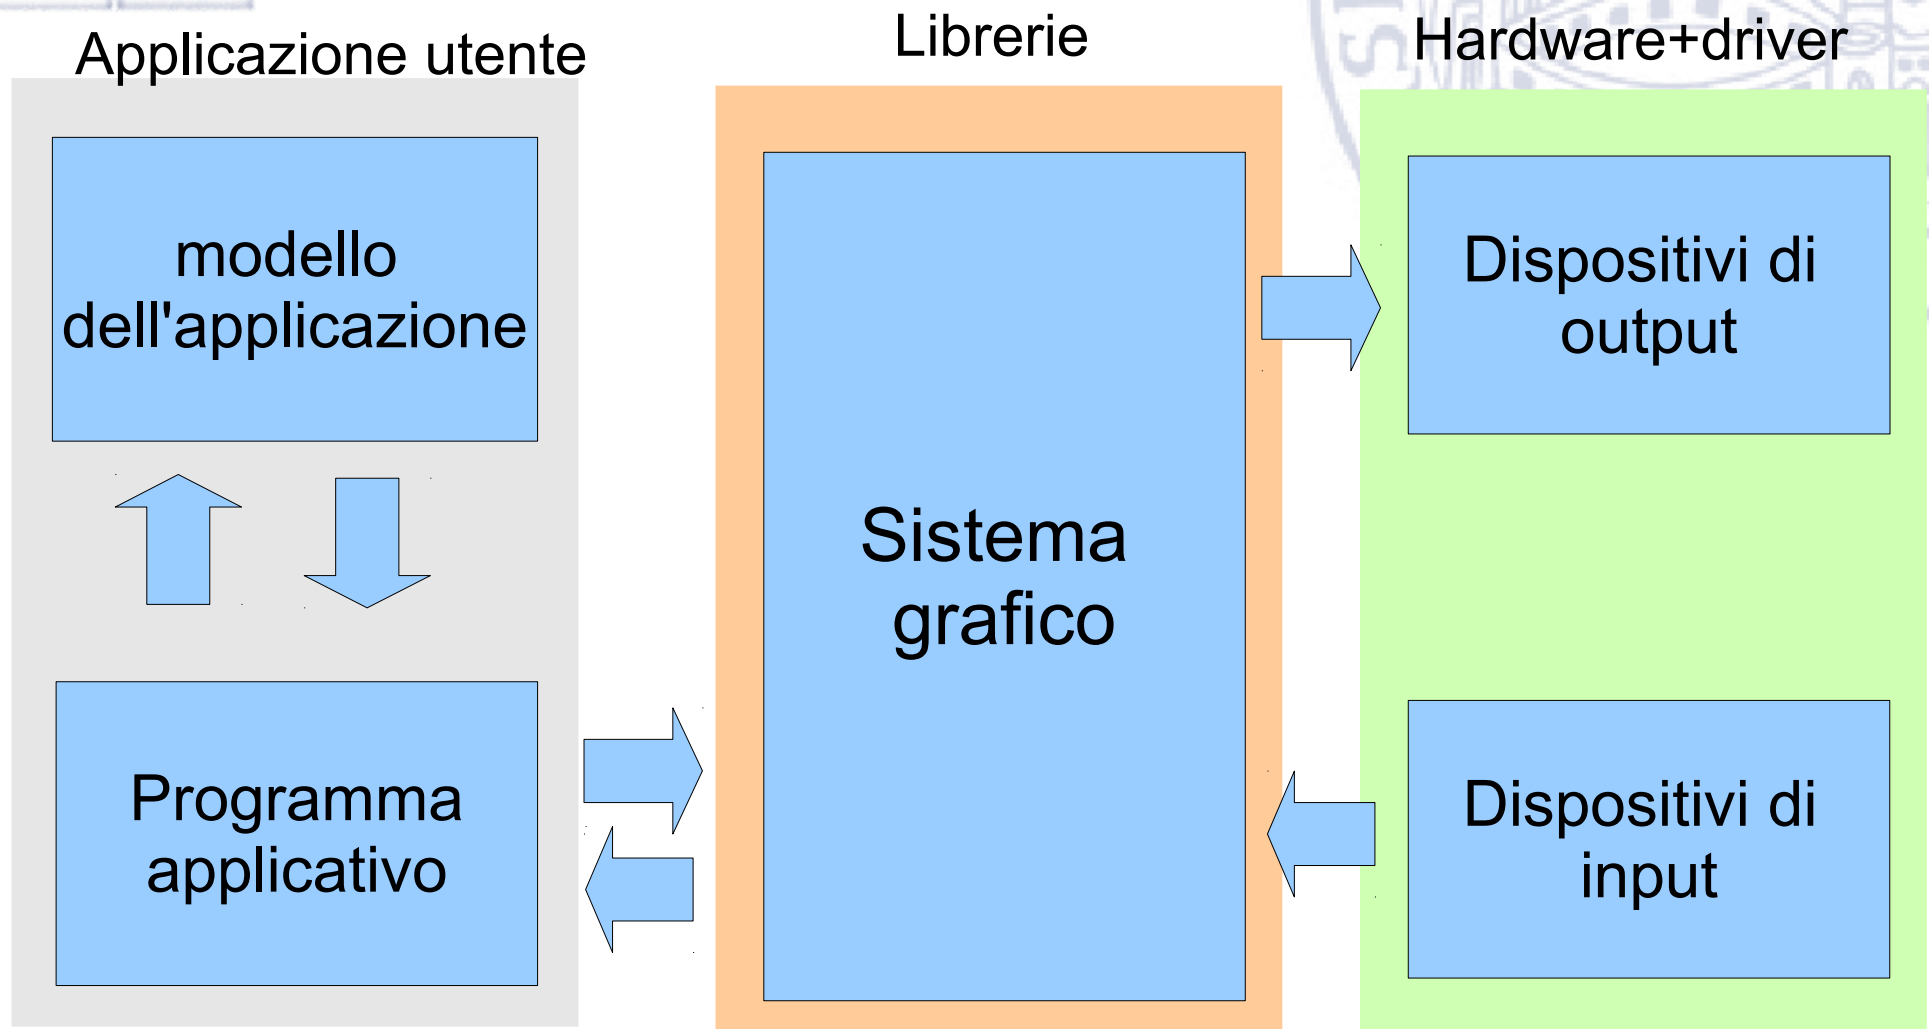 Applicazione utente
Librerie
Hardware+driver
modello
dell'applicazione
Dispositivi di
output
Sistema
grafico
Programma
applicativo
Dispositivi di
input